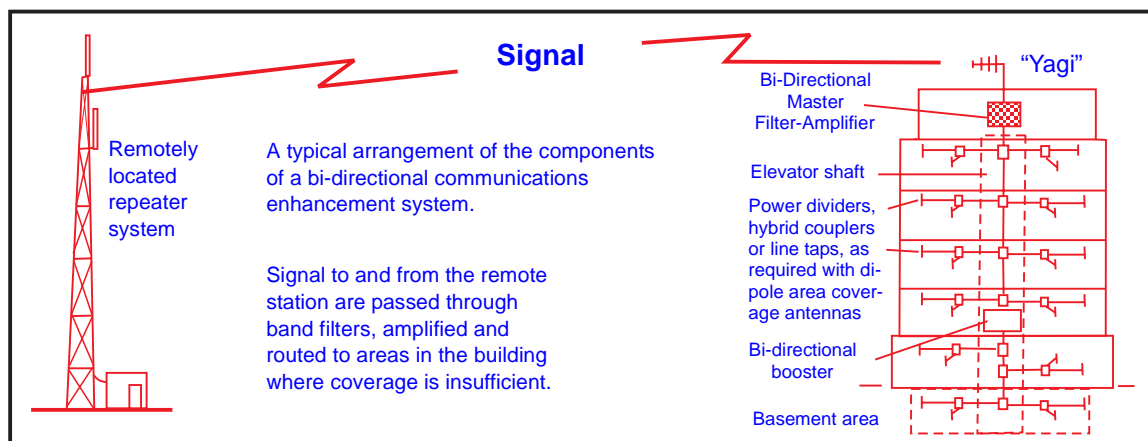 Signal
"Yagi"
Bi-Directional
Master
Filter-Amplifier
Remotely
located
repeater
system
A typical arrangement of the components
of a bi-directional communications
enhancement system.
Signal to and from the remote
station are passed through
band filters, amplified and
routed to areas in the building
where coverage is insufficient.
Elevator shaft
Power dividers,
hybrid couplers
or line taps, as
required with di-
pole area cover-
age antennas
Bi-directional
booster
Basement area